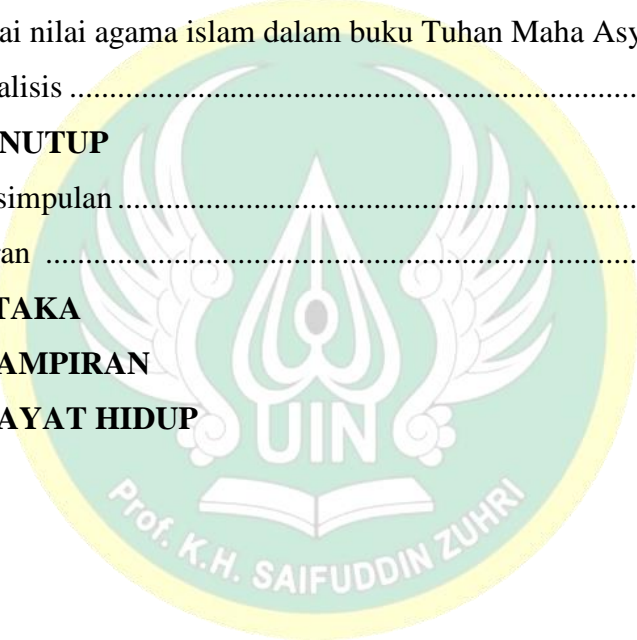 ai nilai agama islam dalam buku Tuhan Maha Asy
alisis ........................................................................
NUTUP
simpulan ................................................................
ran ..........................................................................
TAKA
AMPIRAN
AYAT HIDUP
UIN
Prof. K.H. SAIFUDDIN ZUHRI